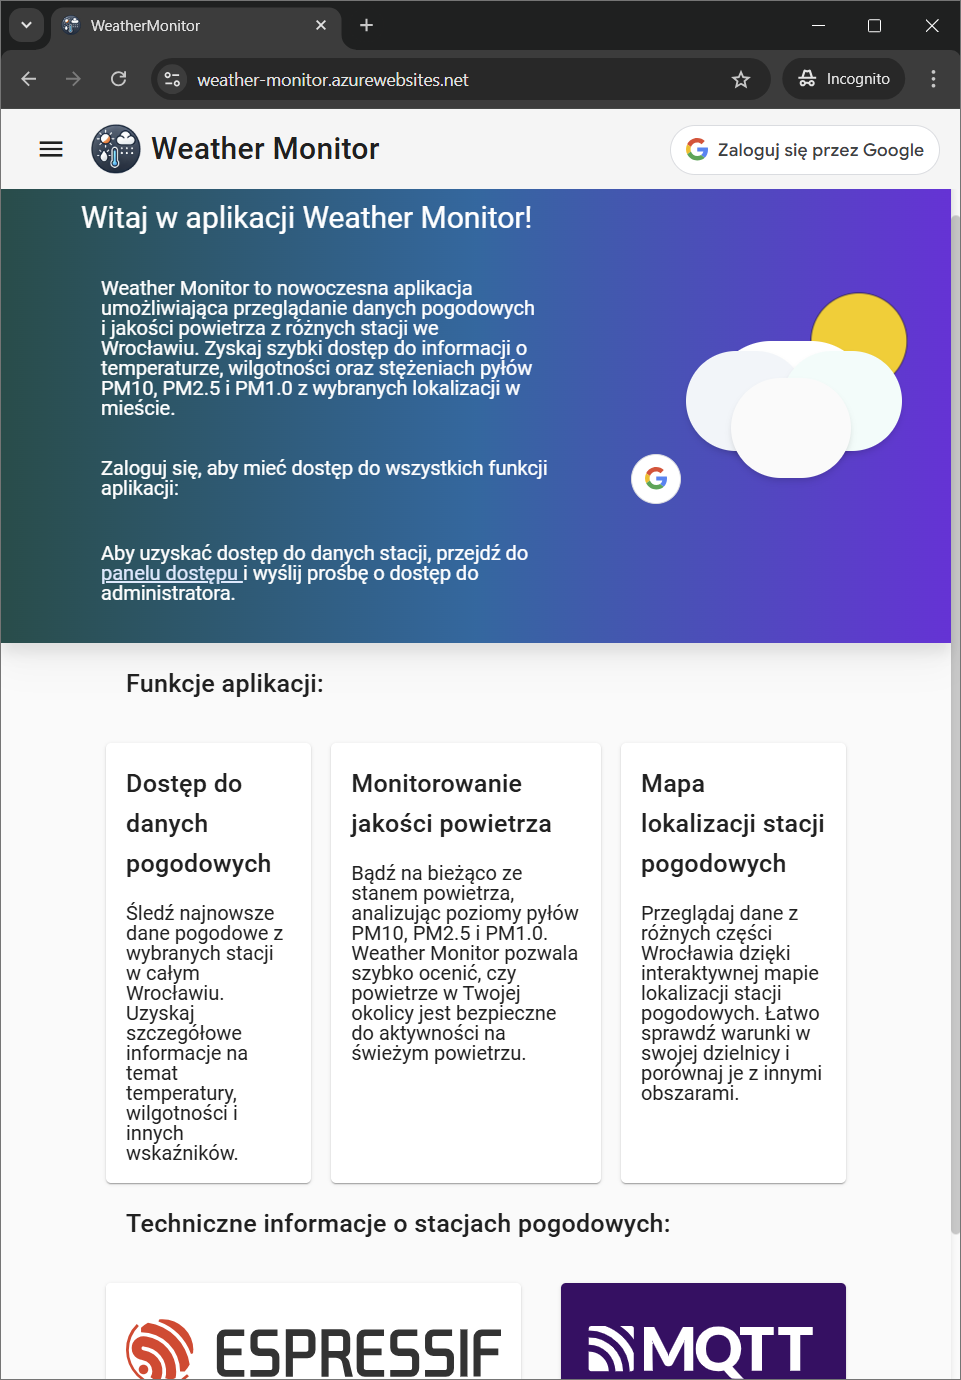 WeatherMonitor
weather-monitor.azurewebsites.net
Incognito
Weather Monitor
Zaloguj się przez Google
Witaj w aplikacji Weather Monitor!
Weather Monitor to nowoczesna aplikacja
umożliwiająca przeglądanie danych pogodowych
i jakości powietrza z różnych stacji we
Wrocławiu. Zyskaj szybki dostęp do informacji o
temperaturze, wilgotności oraz stężeniach pyłów
PM10, PM2.5 i PM1.0 z wybranych lokalizacji w
mieście.
Zaloguj się, aby mieć dostęp do wszystkich funkcji
aplikacji:
Aby uzyskać dostęp do danych stacji, przejdź do
panelu dostępu i wyślij prośbę o dostęp do
administratora.
Funkcje aplikacji:
Dostęp do
danych
pogodowych
Śledź najnowsze
dane pogodowe z
wybranych stacji
w całym
Wrocławiu.
Uzyskaj
szczegółowe
informacje na
temat
temperatury,
wilgotności i
innych
wskaźników.
Monitorowanie
jakości powietrza
Bądź na bieżąco ze
stanem powietrza,
analizując poziomy pyłów
PM10, PM2.5 i PM1.0.
Weather Monitor pozwala
szybko ocenić, czy
powietrze w Twojej
okolicy jest bezpieczne
do aktywności na
świeżym powietrzu.
Mapa
lokalizacji stacji
pogodowych
Przeglądaj dane z
różnych części
Wrocławia dzięki
interaktywnej mapie
lokalizacji stacji
pogodowych. Łatwo
sprawdź warunki w
swojej dzielnicy i
porównaj je z innymi
obszarami.
Techniczne informacje o stacjach pogodowych:
ESPRESSIF
MQTT